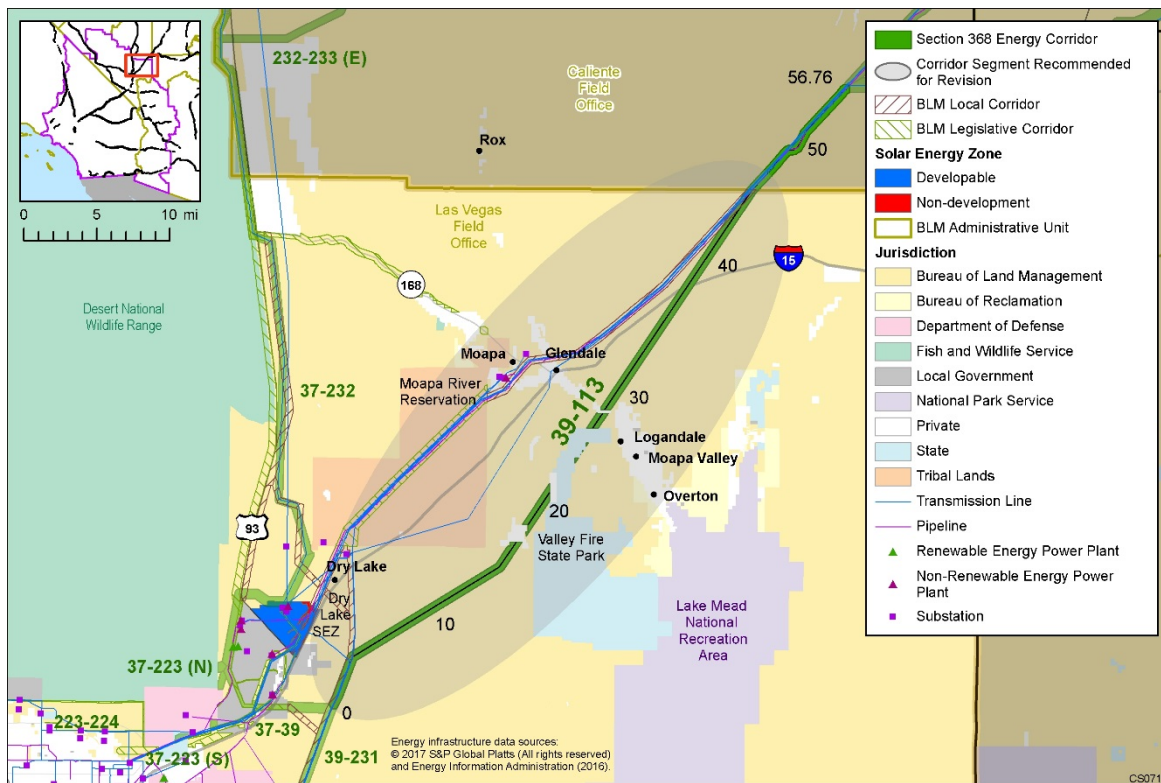 232-233 (E)
Caliente
Field
Office
56.76
Rox
50
0 5 10 mi
Las Vegas
Field
Office
15
40
168
Desert National
Wildlife Range
Moapa
Glendale
Moapa River
Reservation
37-232
39-113
30
Logandale
Moapa Valley
Overton
20
93
Valley Fire
State Park
Dry Lake
Dry
Lake
SEZ
10
Lake Mead
National
Recreation
Area
37-223 (N)
0
223-224
37-39
37-223 (S)
39-231
Energy infrastructure data sources:
© 2017 S&P Global Platts (All rights reserved)
and Energy Information Administration (2016).
Section 368 Energy Corridor
Corridor Segment Recommended
for Revision
BLM Local Corridor
BLM Legislative Corridor
Solar Energy Zone
Developable
Non-development
BLM Administrative Unit
Jurisdiction
Bureau of Land Management
Bureau of Reclamation
Department of Defense
Fish and Wildlife Service
Local Government
National Park Service
Private
State
Tribal Lands
Transmission Line
Pipeline
Renewable Energy Power Plant
Non-Renewable Energy Power
Plant
Substation
CS071